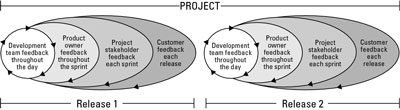 PROJECT
Development
team feedback
throughout
the day
Product
owner
feedback
throughout
the sprint
Project
stakeholder
feedback
each sprint
Customer
feedback
each
release
Development
team feedback
throughout
the day
Product
owner
feedback
throughout
the sprint
Project
stakeholder
feedback
each sprint
Customer
feedback
each
release
Release 1
Release 2